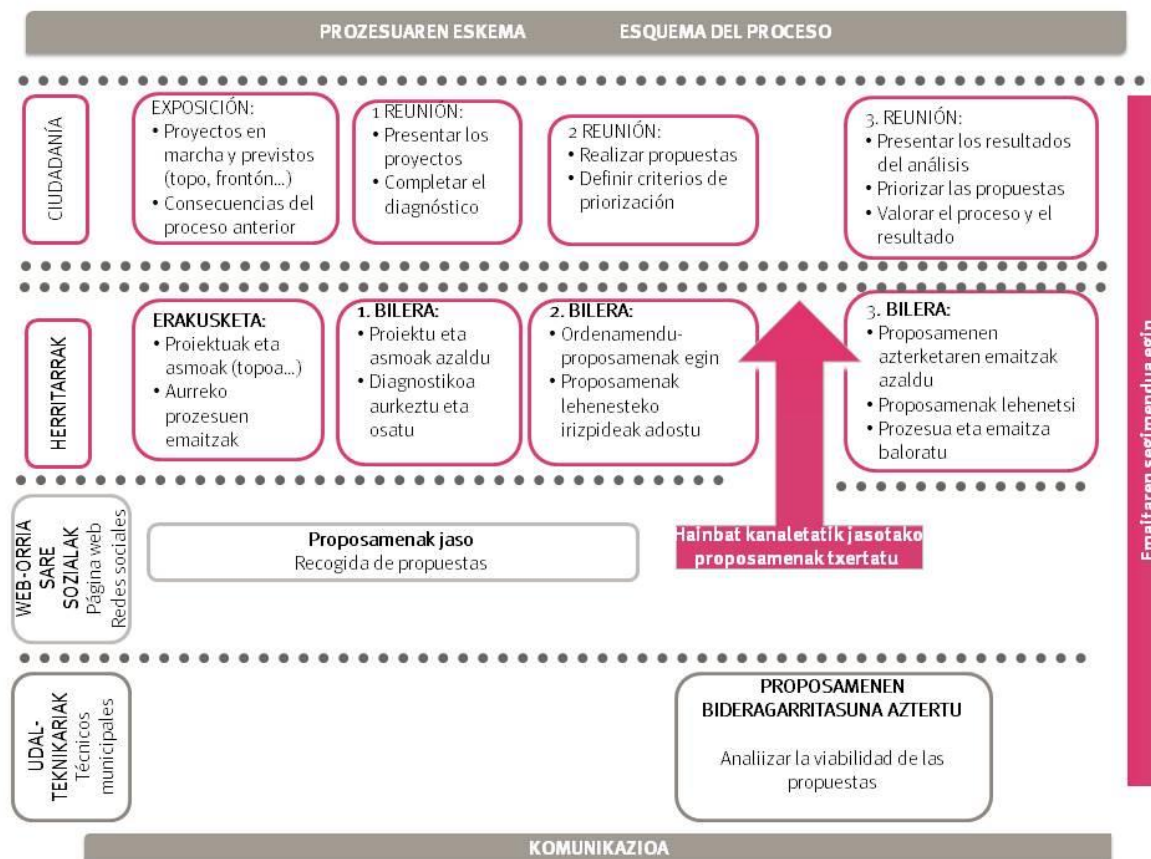 PROZESUAREN ESKEMA ESQUEMA DEL PROCESO
CIUDADANÍA
EXPOSICIÓN:
• Proyectos en
marcha y previstos
(topo, frontón...)
• Consecuencias del
proceso anterior
1 REUNIÓN:
• Presentar los
proyectos
• Completar el
diagnóstico
2 REUNIÓN:
• Realizar propuestas
• Definir criterios de
priorización
3. REUNIÓN:
• Presentar los resultados
del análisis
• Priorizar las propuestas
• Valorar el proceso y el
resultado
HERRITARRAK
ERAKUSKETA:
• Proiektuak eta
asmoak (topoa...)
• Aurreko
prozesuen
emaitzak
1. BILERA:
• Proiektu eta
asmoak azaldu
• Diagnostikoa
aurkeztu eta
osatu
2. BILERA:
• Ordenamendu-
proposamenak egin
• Proposamenak
lehenesteko
irizpideak adostu
3. BILERA:
• Proposamenen
azterketaren emaitzak
azaldu
• Proposamenak lehenetsi
• Prozesua eta emaitza
baloratu
WEB-ORRIA
SARE
SOZIALAK
Página web
Redes sociales
Proposamenak jaso
Recogida de propuestas
Hainbat kanaletatik jasotako
proposamenak txertatu
UDAL-
TEKNIKARIAK
Técnicos
municipales
PROPOSAMENEN
BIDERAGARRITASUNA AZTERTU
Analiizar la viabilidad de las
propuestas
Emaitaren segimendua egin
KOMUNIKAZIOA